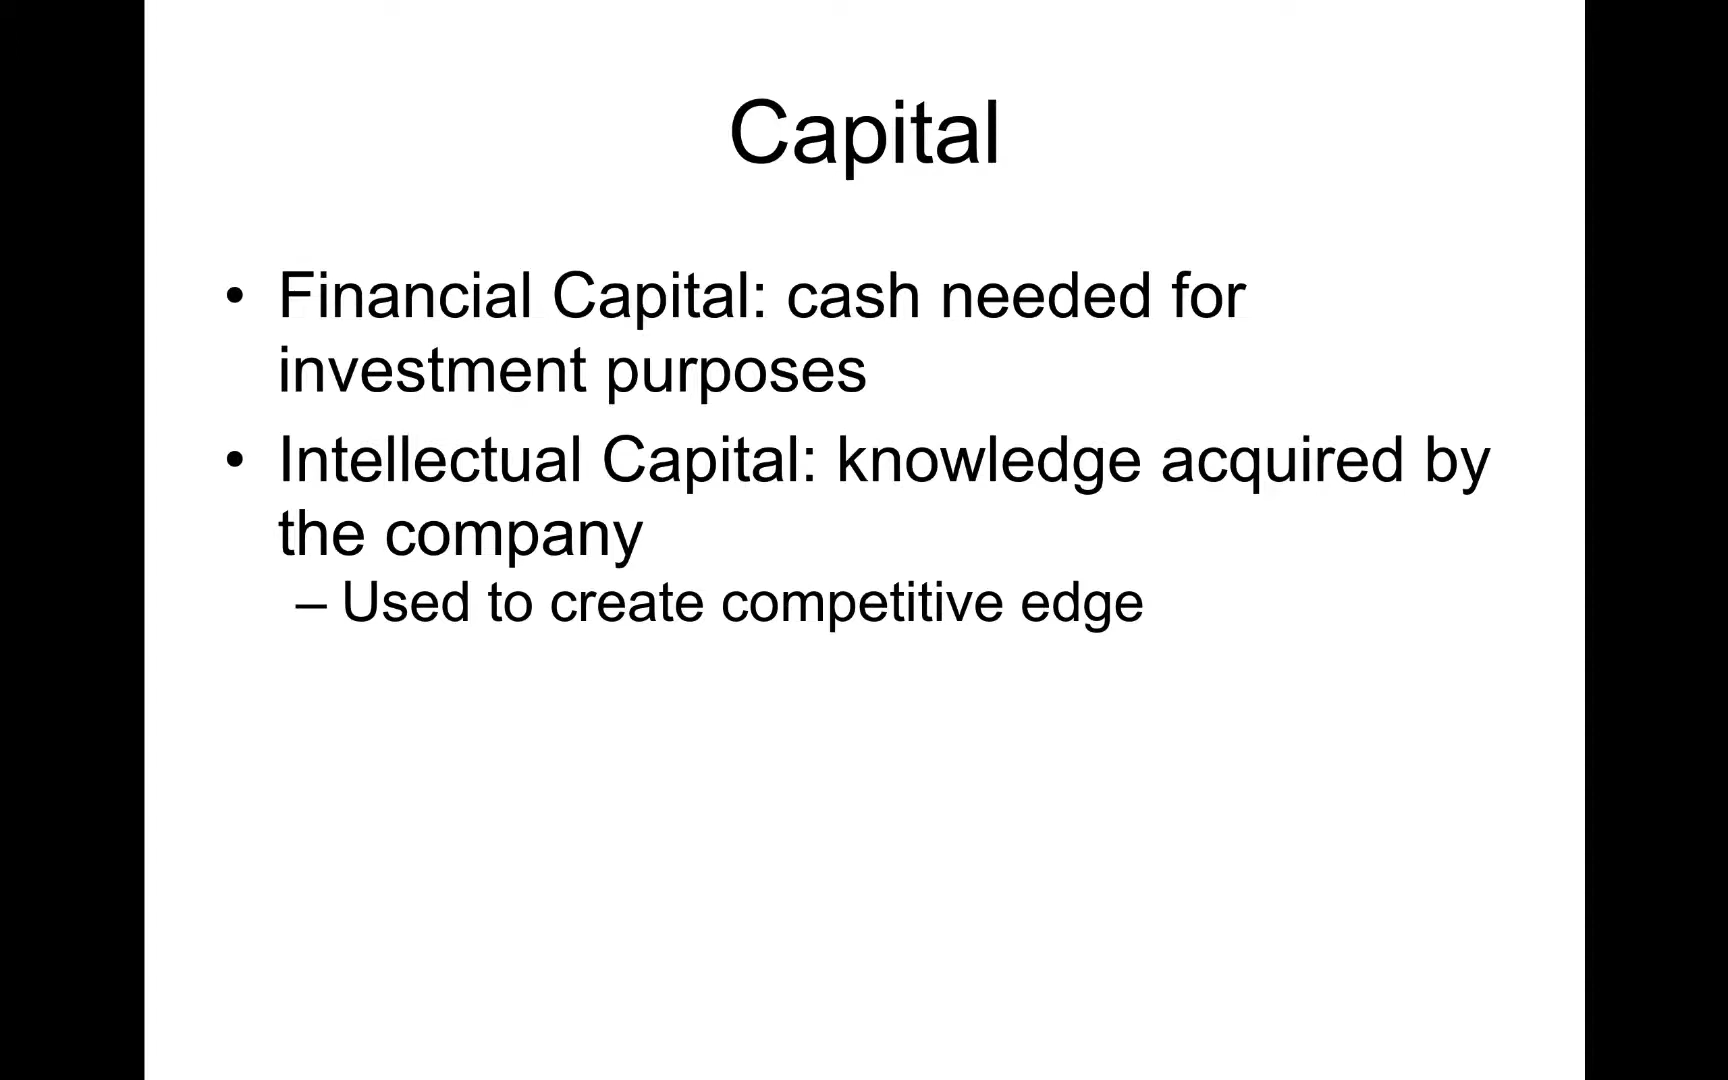 Capital
• Financial Capital: cash needed for
investment purposes
• Intellectual Capital: knowledge acquired by
the company
– Used to create competitive edge